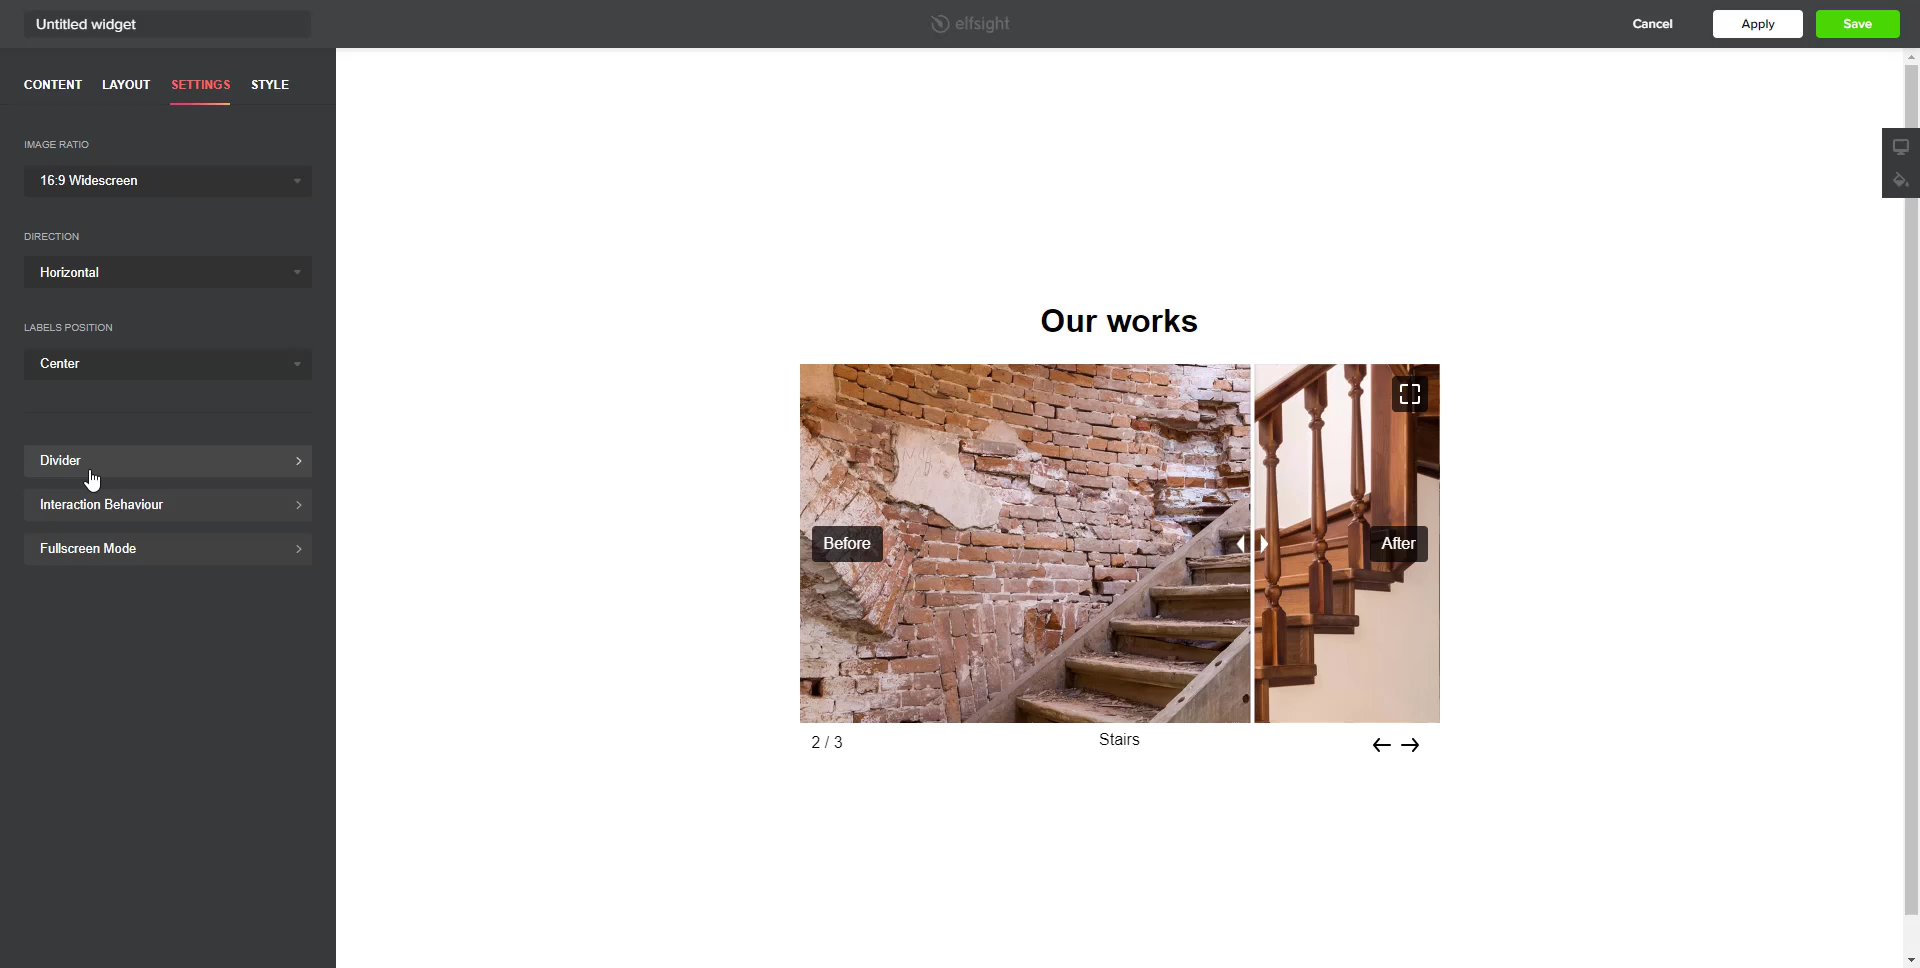 Untitled widget
elfsight
Cancel
Apply
Save
CONTENT
LAYOUT
SETTINGS
STYLE
IMAGE RATIO
16:9 Widescreen
DIRECTION
Horizontal
LABELS POSITION
Center
Divider
Interaction Behaviour
Fullscreen Mode
Our works
Before
After
2 / 3
Stairs